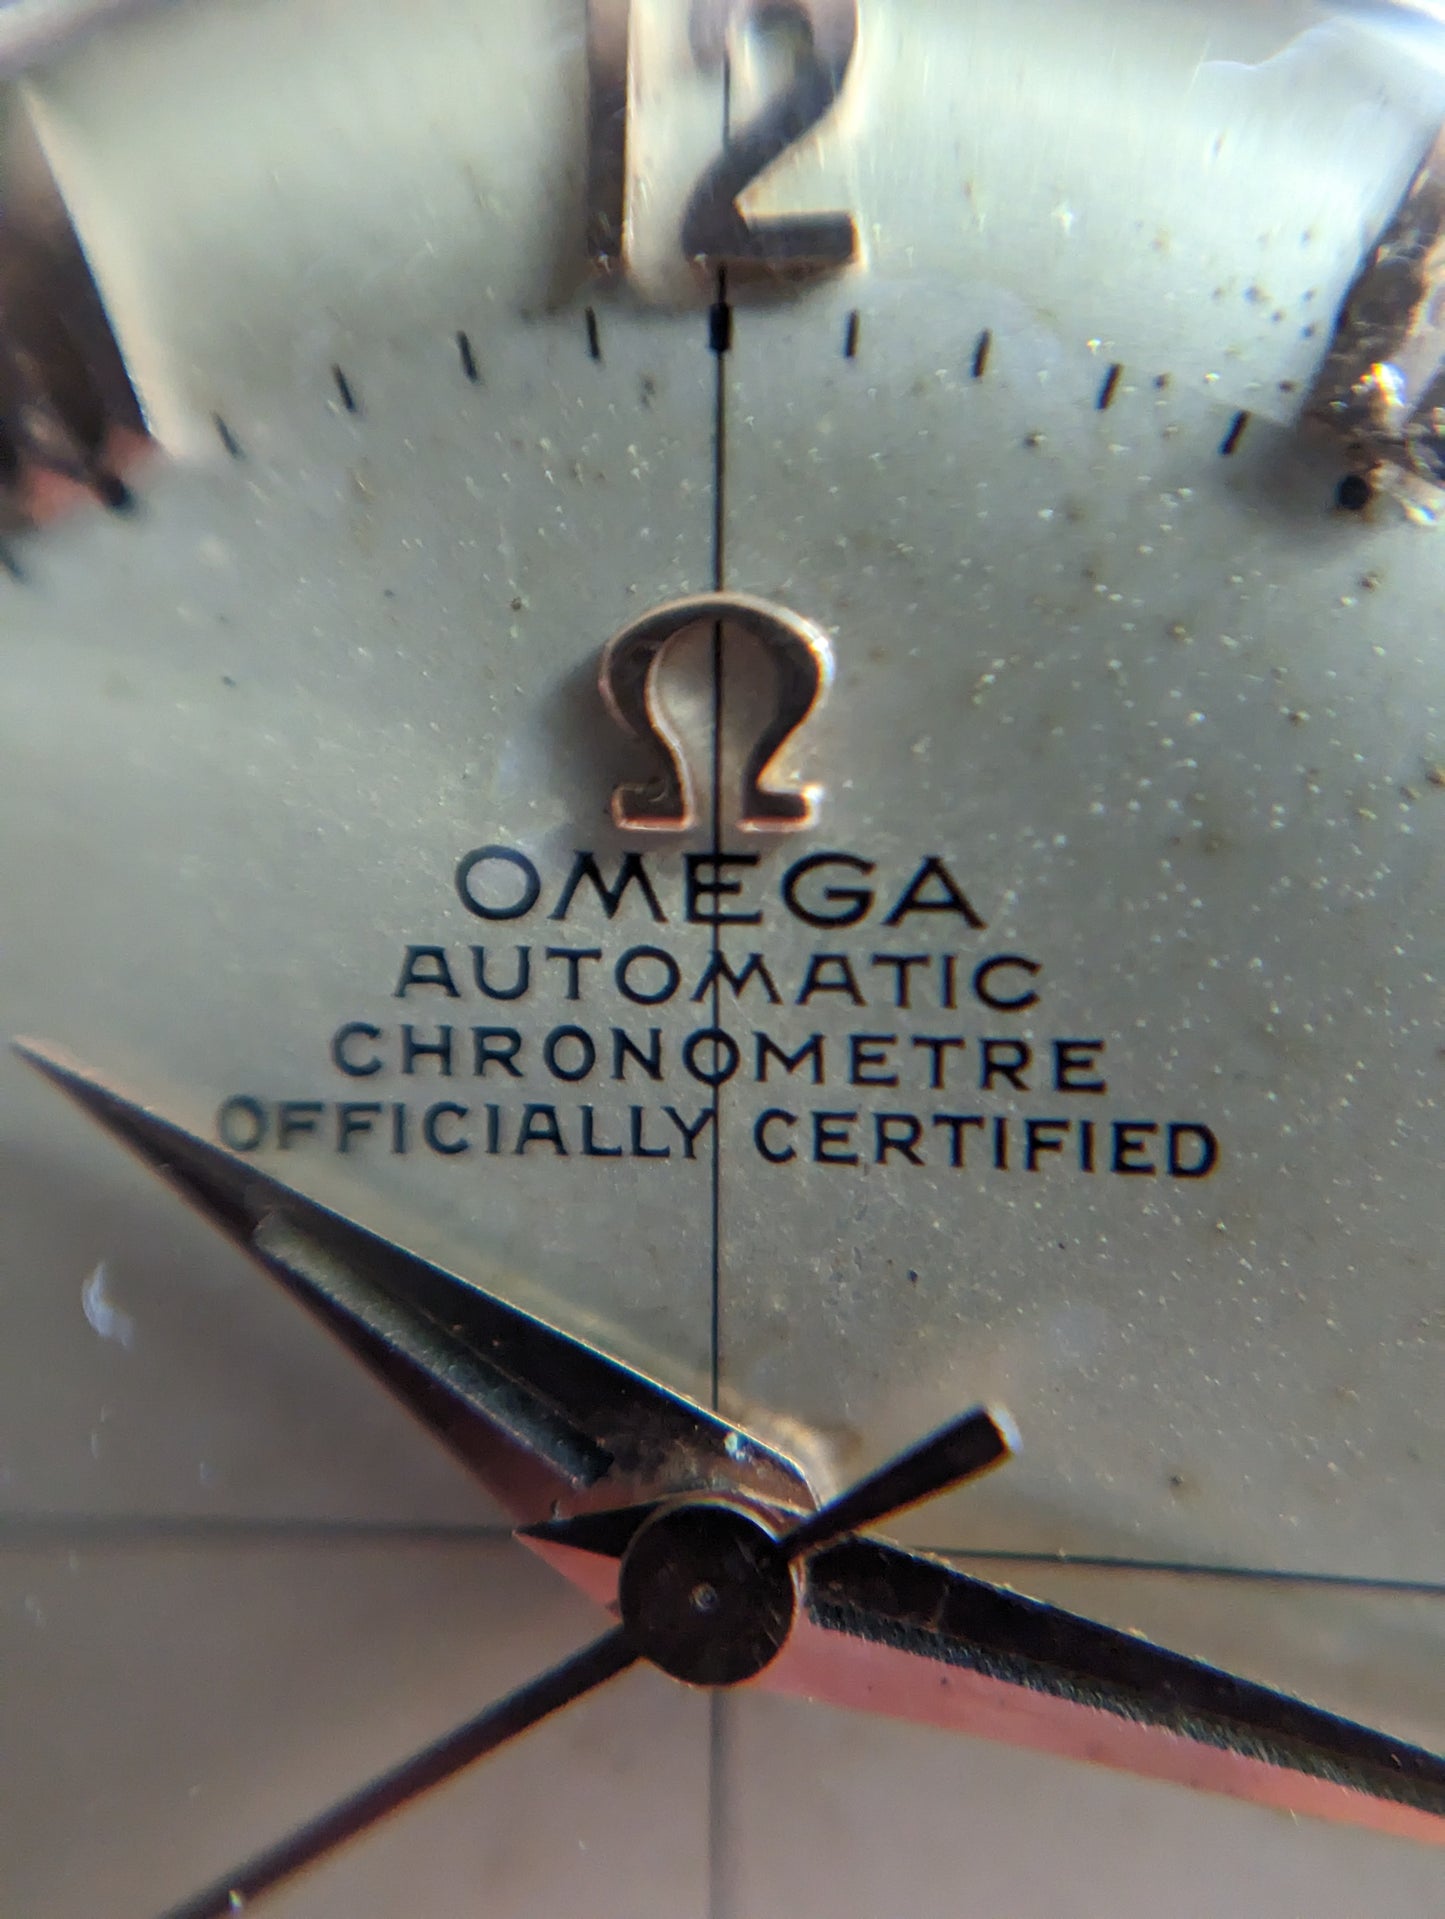 12
Ω
OMEGA
AUTOMATIC
CHRONOMETRE
OFFICIALLY CERTIFIED